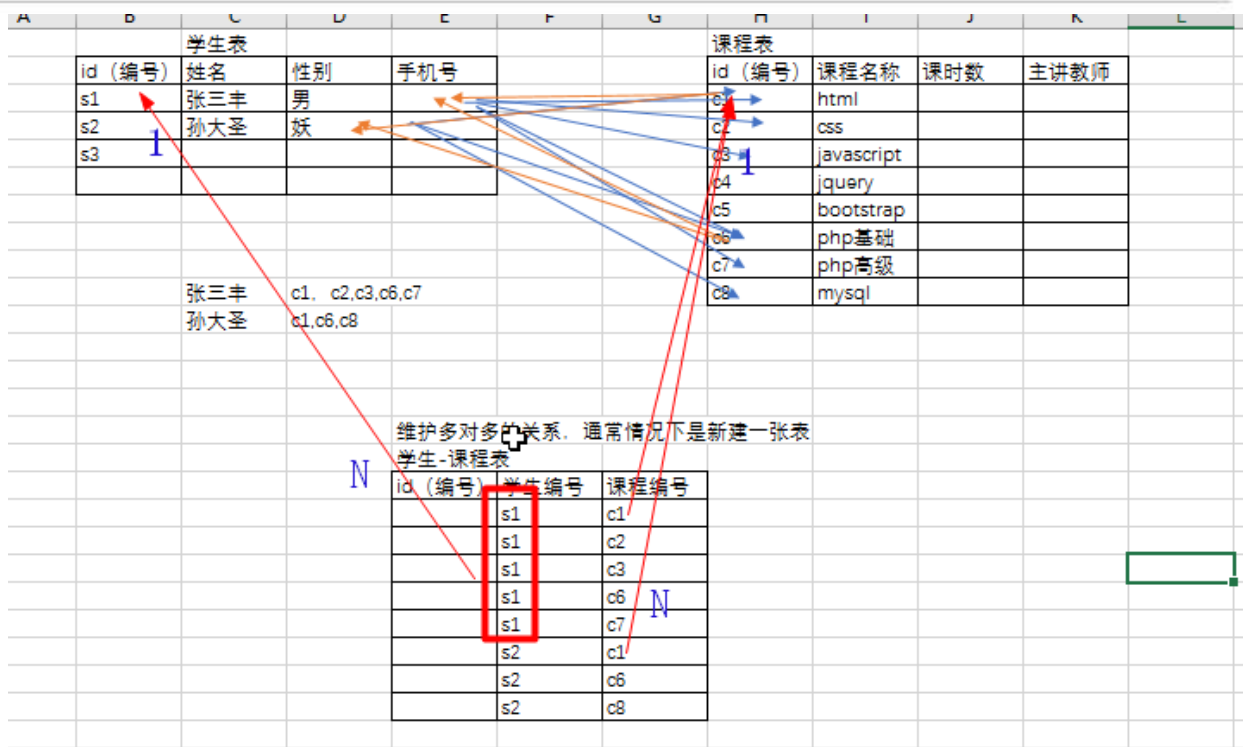 A B C D E F G H I J K L
学生表 课程表
id（编号） 姓名 性别 手机号 id（编号） 课程名称 课时数 主讲教师
s1 张三丰 男 c1 html
s2 孙大圣 妖 c2 css
s3 1 c3 javascript 1
c4 jquery
c5 bootstrap
c6 php基础
c7 php高级
张三丰 c1，c2,c3,c6,c7 c8 mysql
孙大圣 c1,c6,c8
维护多对多的关系，通常情况下是新建一张表
学生-课程表
N id（编号） 学生编号 课程编号
s1 c1
s1 c2
s1 c3
s1 c6 N
s1 c7
s2 c1
s2 c6
s2 c8